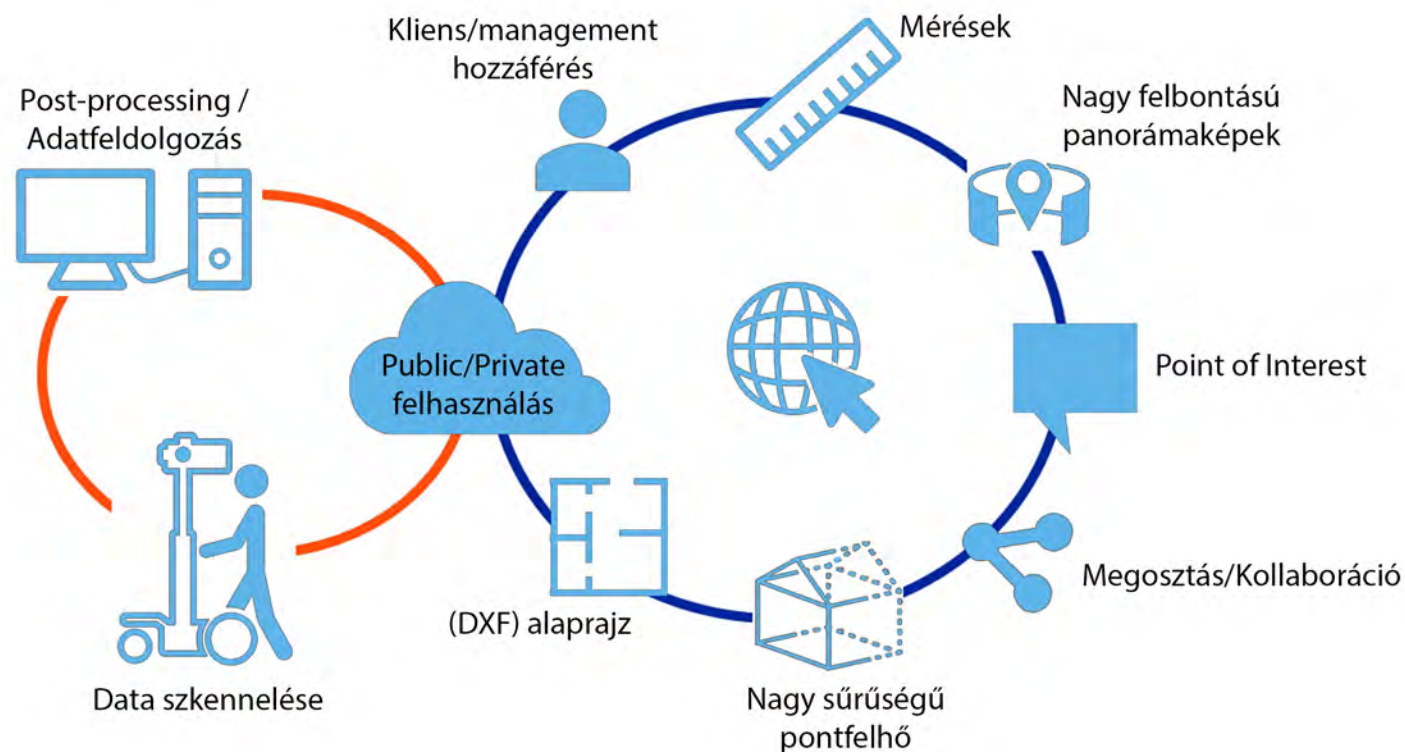 Kliens/management
hozzáférés
Mérések
Post-processing /
Adatfeldolgozás
Nagy felbontású
panorámaképek
Public/Private
felhasználás
Point of Interest
Megosztás/Kollaboráció
(DXF) alaprajz
Data szkennelése
Nagy sűrűségű
pontfelhő